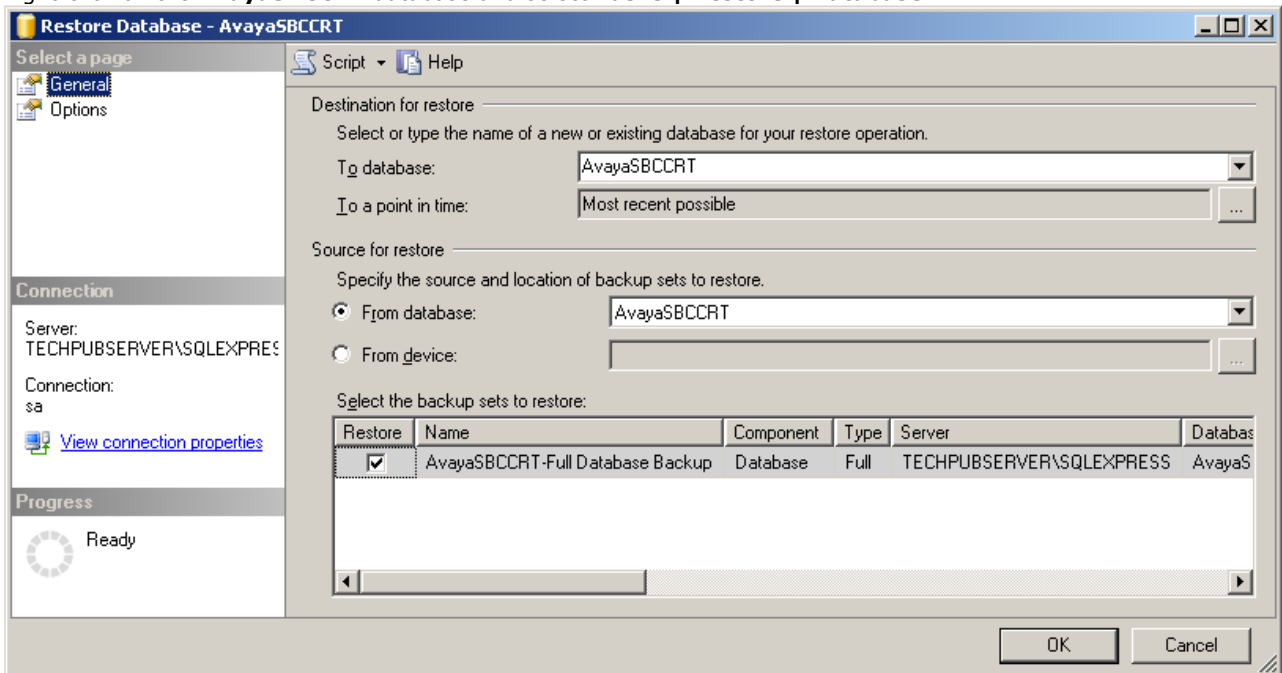 Restore Database - AvayaSBCCRT
Select a page
General
Options
Script
Help
Destination for restore
Select or type the name of a new or existing database for your restore operation.
To database:
AvayaSBCCRT
To a point in time:
Most recent possible
...
Source for restore
Specify the source and location of backup sets to restore.
From database:
AvayaSBCCRT
From device:
...
Select the backup sets to restore:
Restore Name Component Type Server Databas
AvayaSBCCRT-Full Database Backup Database Full TECHPUBSERVER\SQLEXPRESS AvayaS
Connection
Server:
TECHPUBSERVER\SQLEXPRES
Connection:
sa
View connection properties
Progress
Ready
OK
Cancel